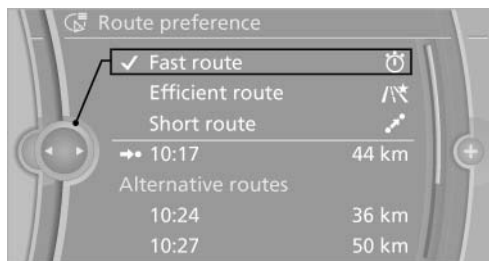 Route preference
Fast route
Efficient route
Short route
10:17 44 km
Alternative routes
10:24 36 km
10:27 50 km